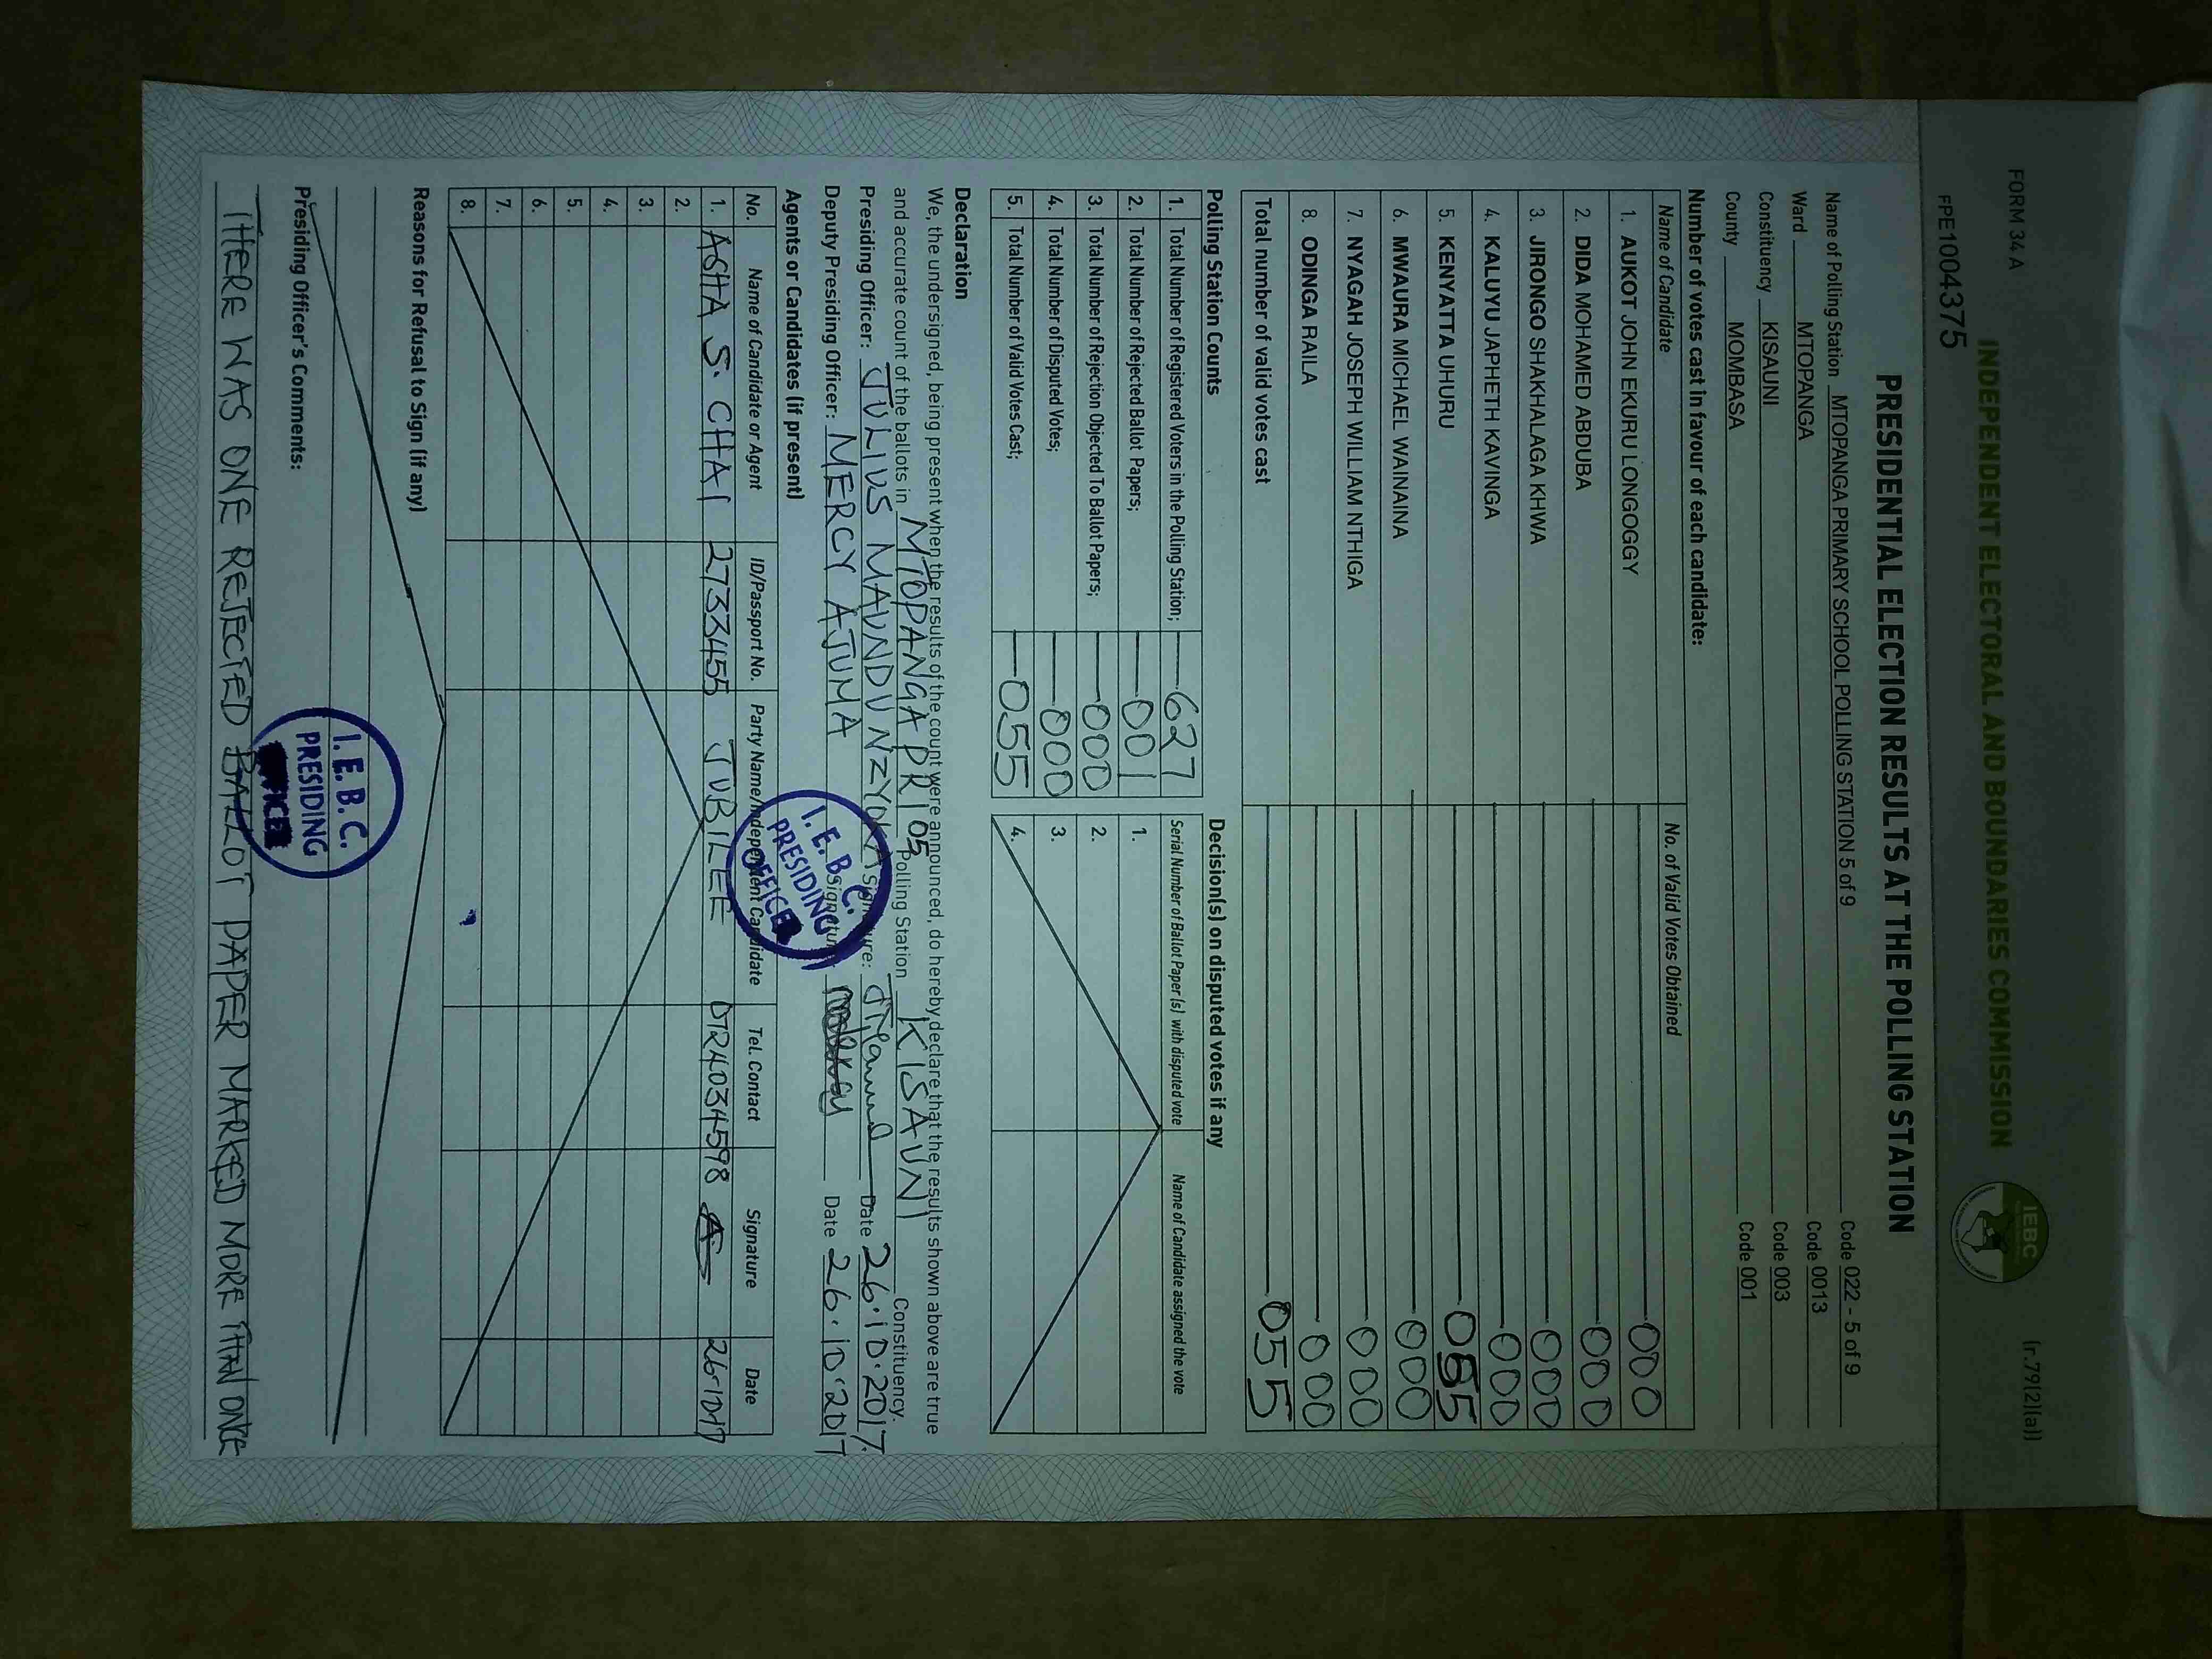 FORM 34 A
(r.79(2)(a))
INDEPENDENT ELECTORAL AND BOUNDARIES COMMISSION
IEBC
FPE1004375
PRESIDENTIAL ELECTION RESULTS AT THE POLLING STATION
Name of Polling Station MTOPANGA PRIMARY SCHOOL POLLING STATION 5 of 9 Code 022 - 5 of 9
Ward MTOPANGA Code 0013
Constituency KISAUNI Code 003
County MOMBASA Code 001
Number of votes cast in favour of each candidate:
Name of Candidate No. of Valid Votes Obtained
1. AUKOT JOHN EKURU LONGOGGY 000
2. DIDA MOHAMED ABDUBA 000
3. JIRONGO SHAKHALAGA KHWA 000
4. KALUYU JAPHETH KAVINGA 000
5. KENYATTA UHURU 055
6. MWAURA MICHAEL WAINAINA 000
7. NYAGAH JOSEPH WILLIAM NTHIGA 000
8. ODINGA RAILA 000
Total number of valid votes cast 055
Polling Station Counts
1. Total Number of Registered Voters in the Polling Station; 627
2. Total Number of Rejected Ballot Papers; 001
3. Total Number of Rejection Objected To Ballot Papers; 000
4. Total Number of Disputed Votes; 000
5. Total Number of Valid Votes Cast; 055
Decision(s) on disputed votes if any
Serial Number of Ballot Paper (s) with disputed vote Name of Candidate assigned the vote
1.
2.
3.
4.
Declaration
We, the undersigned, being present when the results of the count were announced, do hereby declare that the results shown above are true
and accurate count of the ballots in MTOPANGA PRI 05 Polling Station KISAUNI Constituency.
Presiding Officer: JULIUS MAUNDU NZYOKA Signature: Date 26.10.2017
Deputy Presiding Officer: MERCY AJUMA Signature: Date 26.10.2017
I. E. B. C.
PRESIDING
OFFICER
Agents or Candidates (if present)
No. Name of Candidate or Agent ID/Passport No. Party Name/Independent Candidate Tel. Contact Signature Date
1. ASHA S. CHAI 27333455 JUBILEE 0724034598 26-10-17
2.
3.
4.
5.
6.
7.
8.
Reasons for Refusal to Sign (if any)
I. E. B. C.
PRESIDING
OFFICER
Presiding Officer's Comments:
THERE WAS ONE REJECTED BALLOT PAPER MARKED MORE THAN ONCE